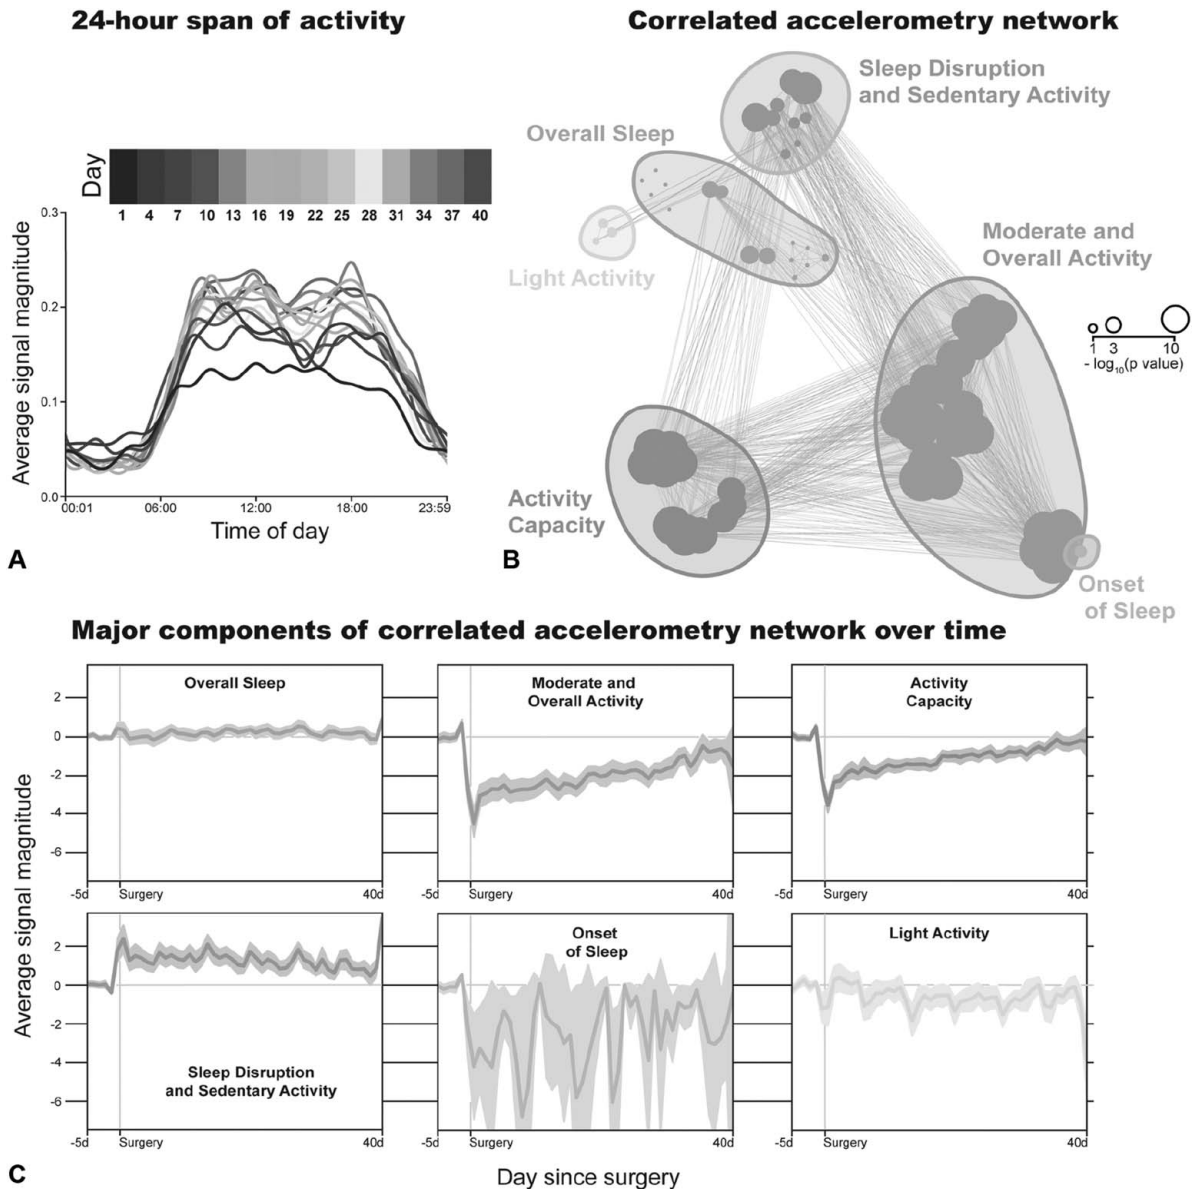 24-hour span of activity
Day
1 4 7 10 13 16 19 22 25 28 31 34 37 40
Average signal magnitude
0.3
0.2
0.1
0.0
00:01 06:00 12:00 18:00 23:59
Time of day
A
Correlated accelerometry network
Sleep Disruption
and Sedentary Activity
Overall Sleep
Light Activity
Moderate and
Overall Activity
1 3 10
- log10(p value)
Activity
Capacity
Onset
of Sleep
B
Major components of correlated accelerometry network over time
Average signal magnitude
2
0
-2
-4
-6
Overall Sleep
-5d Surgery 40d
Moderate and
Overall Activity
-5d Surgery 40d
Activity
Capacity
-5d Surgery 40d
Average signal magnitude
2
0
-2
-4
-6
Sleep Disruption
and Sedentary Activity
-5d Surgery 40d
Onset
of Sleep
-5d Surgery 40d
Light Activity
-5d Surgery 40d
C
Day since surgery